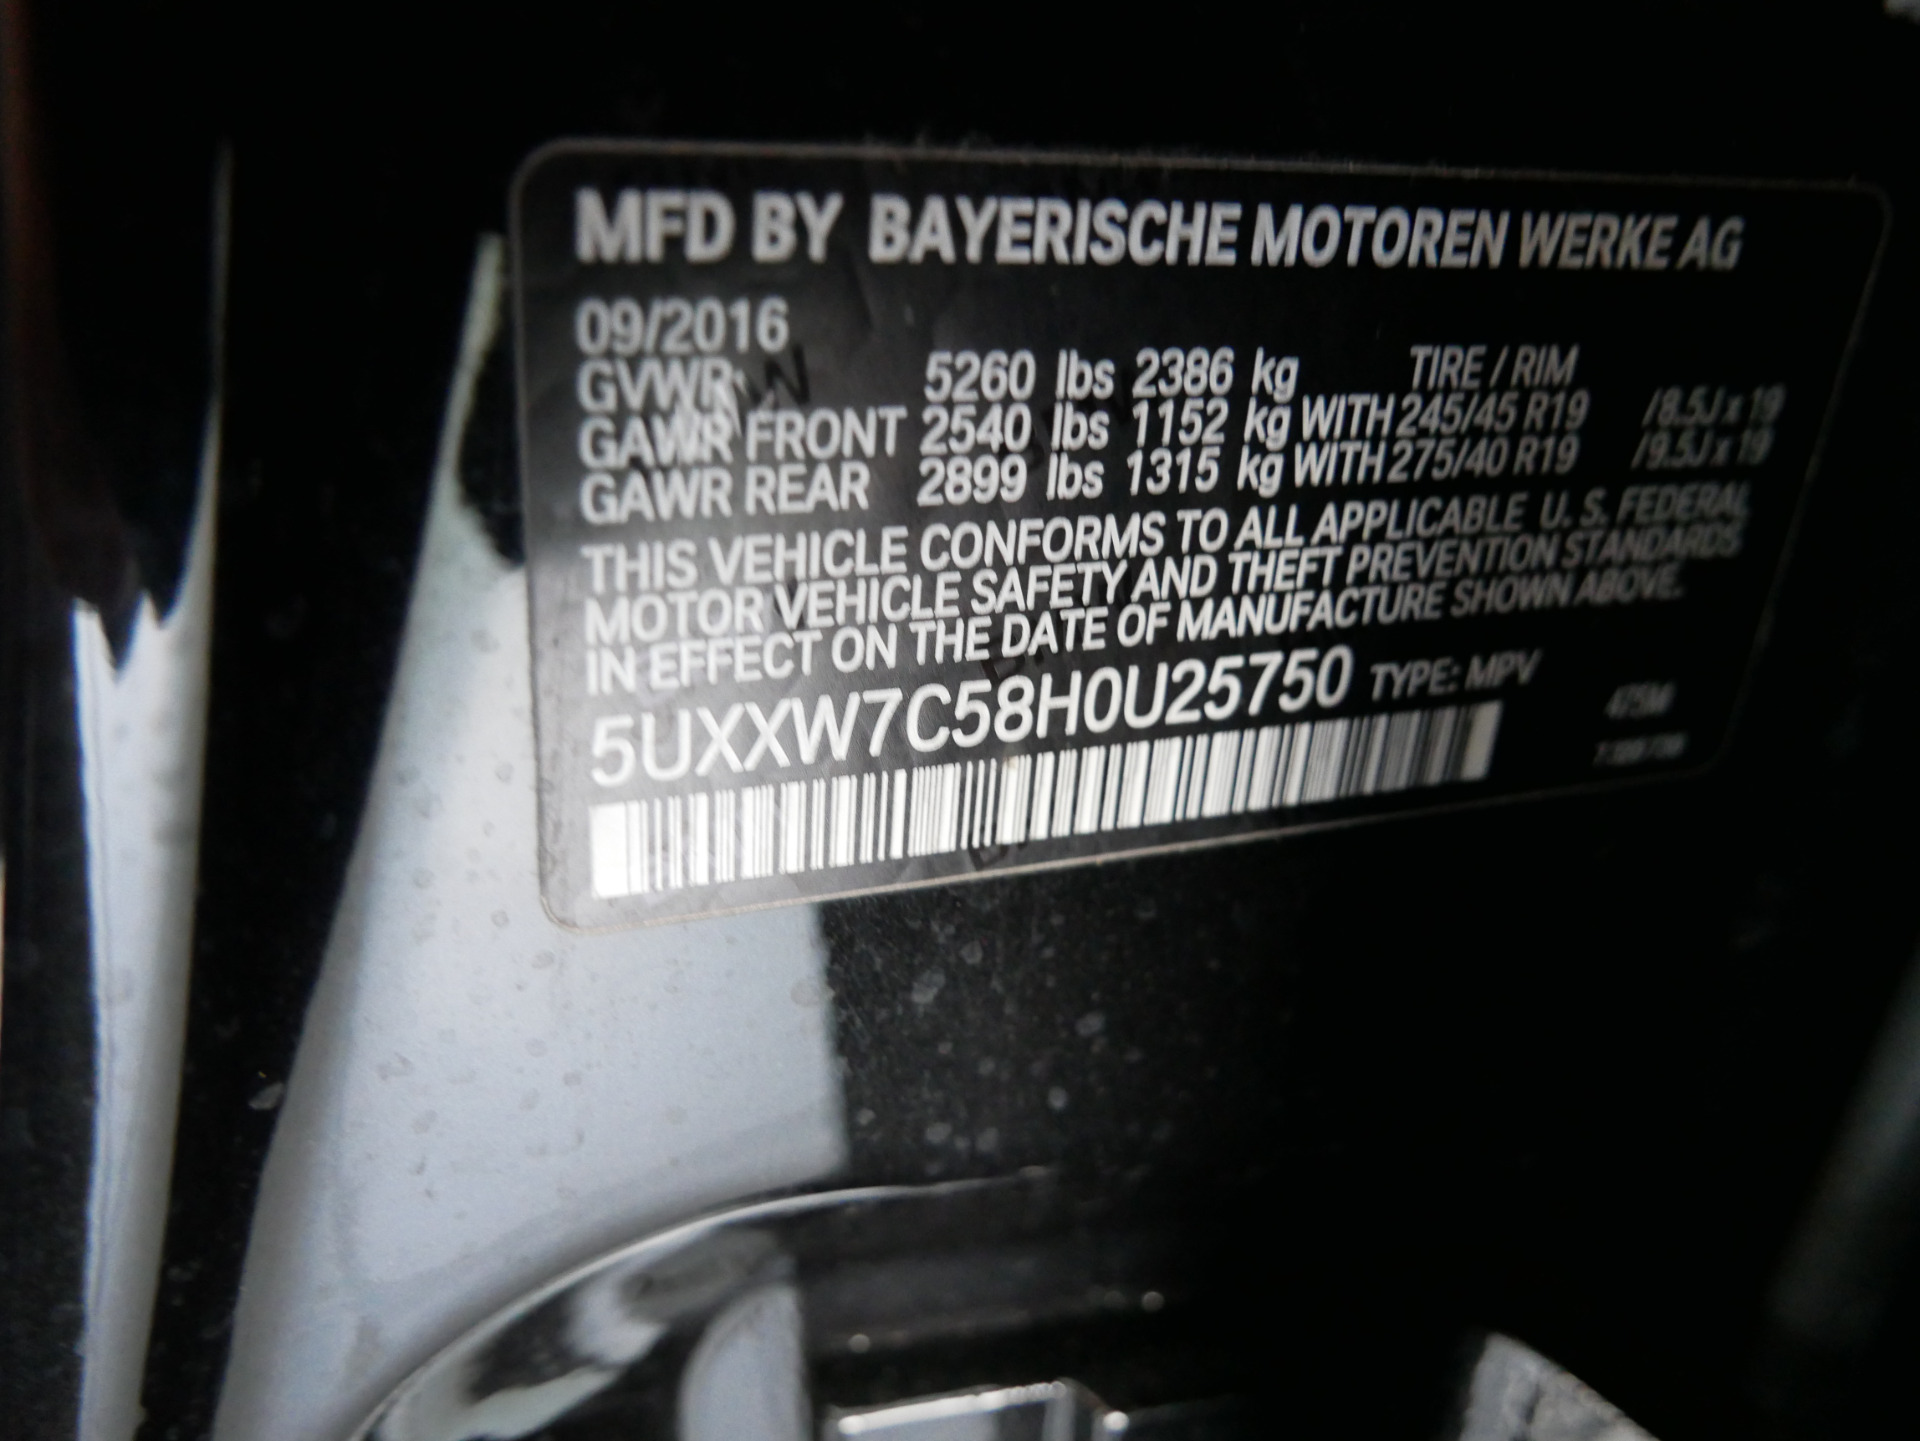 MFD BY BAYERISCHE MOTOREN WERKE AG
09/2016
GVWR 5260 lbs 2386 kg TIRE / RIM
GAWR FRONT 2540 lbs 1152 kg WITH 245/45 R19 /8.5J x 19
GAWR REAR 2899 lbs 1315 kg WITH 275/40 R19 /9.5J x 19
THIS VEHICLE CONFORMS TO ALL APPLICABLE U. S. FEDERAL
MOTOR VEHICLE SAFETY AND THEFT PREVENTION STANDARDS
IN EFFECT ON THE DATE OF MANUFACTURE SHOWN ABOVE.
5UXXW7C58H0U25750 TYPE: MPV